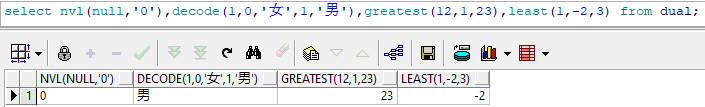 select nvl(null,'0'),decode(1,0,'女',1,'男'),greatest(12,1,23),least(1,-2,3) from dual;
NVL(NULL,'0') DECODE(1,0,'女',1,'男') GREATEST(12,1,23) LEAST(1,-2,3)
1 0 男 23 -2